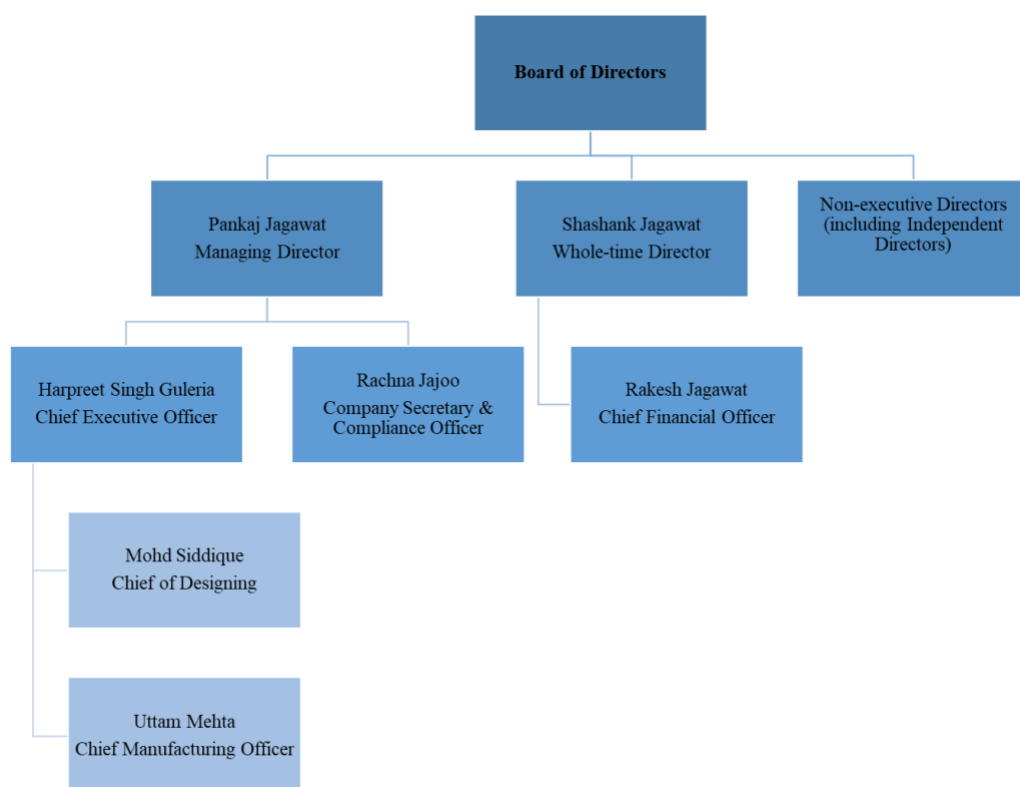 Board of Directors
Pankaj Jagawat
Managing Director
Shashank Jagawat
Whole-time Director
Non-executive Directors
(including Independent
Directors)
Harpreet Singh Guleria
Chief Executive Officer
Rachna Jajoo
Company Secretary &
Compliance Officer
Rakesh Jagawat
Chief Financial Officer
Mohd Siddique
Chief of Designing
Uttam Mehta
Chief Manufacturing Officer